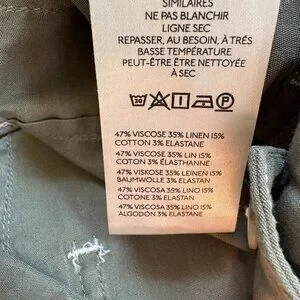 SIMILAIRES
NE PAS BLANCHIR
LIGNE SEC
REPASSER, AU BESOIN, À TRÈS
BASSE TEMPÉRATURE
PEUT-ÊTRE ÊTRE NETTOYÉE
À SEC
47% VISCOSE 35% LINEN 15%
COTTON 3% ELASTANE
47% VISCOSE 35% LIN 15%
COTON 3% ÉLASTHANNE
47% VISKOSE 35% LEINEN 15%
BAUMWOLLE 3% ELASTAN
47% VISCOSA 35% LINO 15%
COTONE 3% ELASTAN
47% VISCOSA 35% LINO 15%
ALGODÓN 3% ELASTANO